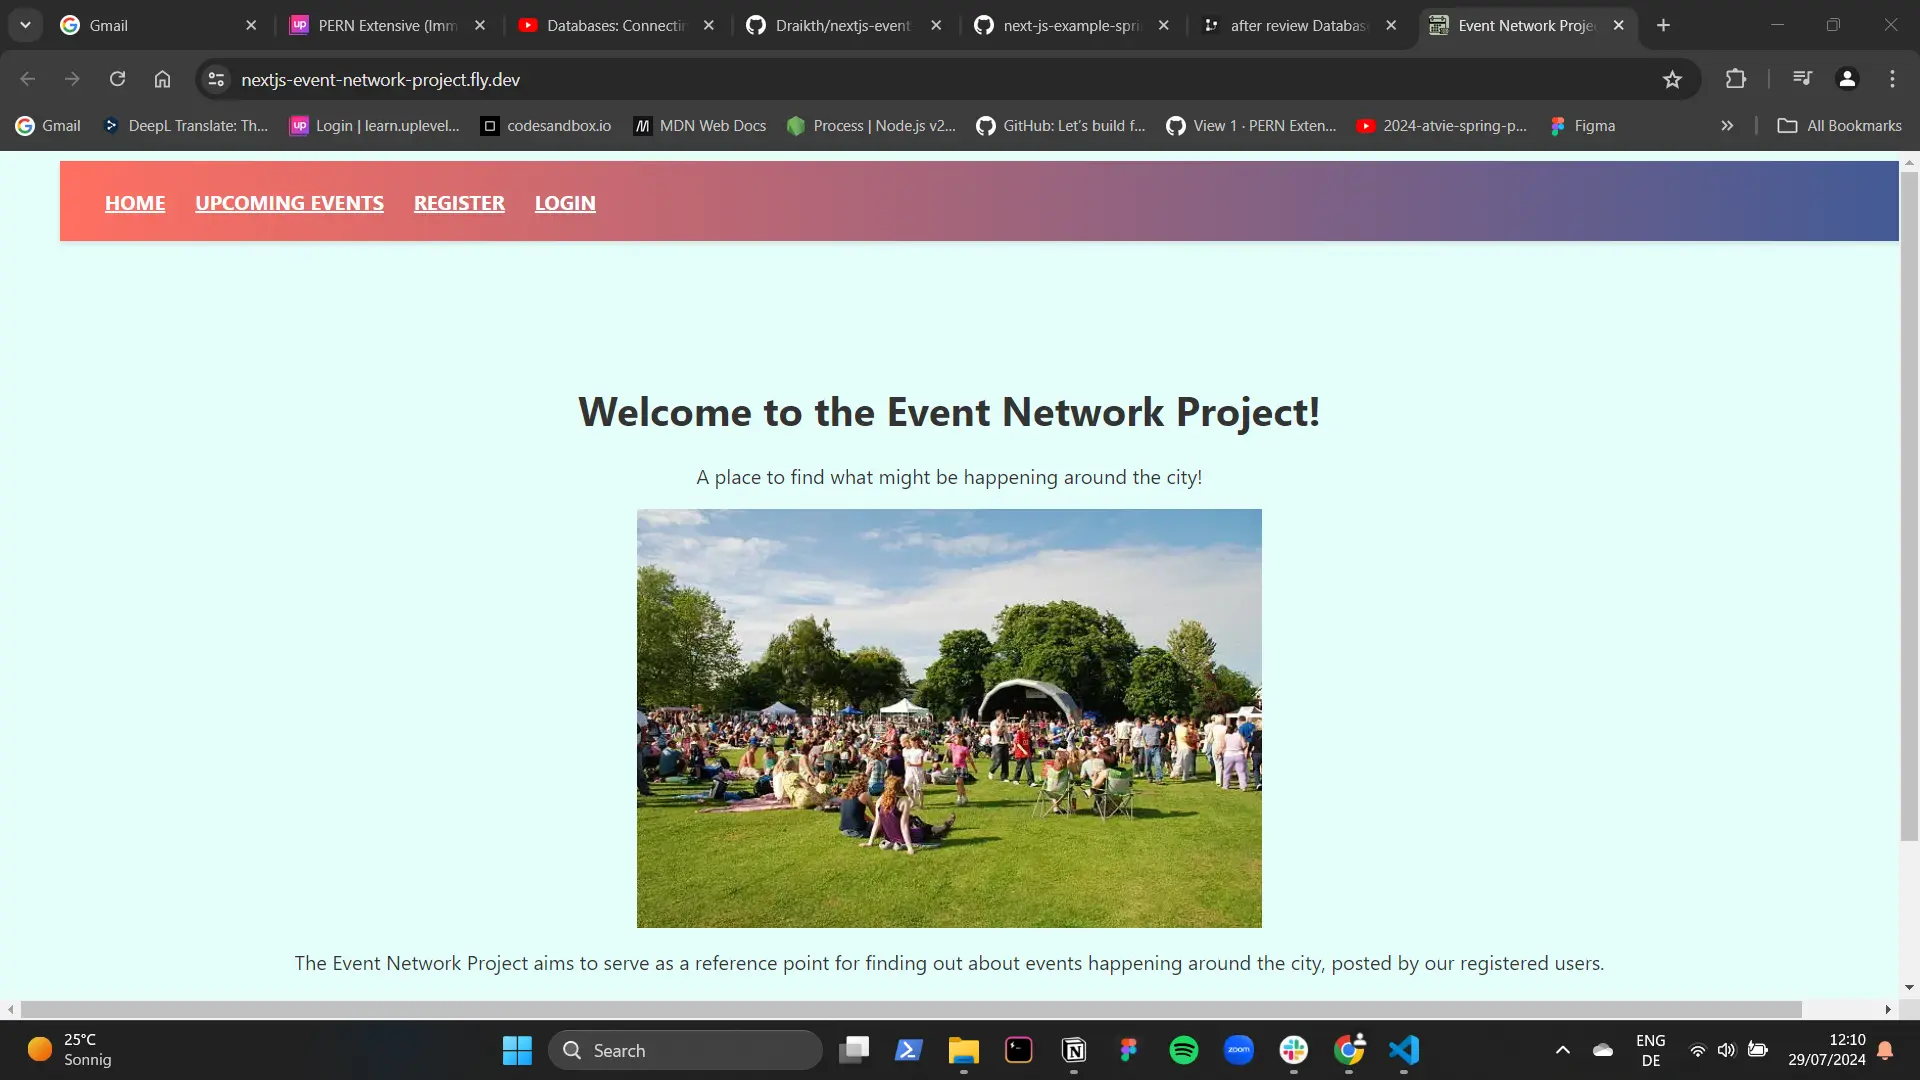 Gmail
PERN Extensive (Imm
Databases: Connectin
Draikth/nextjs-event
next-js-example-spri
after review Databas
Event Network Proje
nextjs-event-network-project.fly.dev
Gmail
DeepL Translate: Th...
Login | learn.uplevel...
codesandbox.io
MDN Web Docs
Process | Node.js v2...
GitHub: Let's build f...
View 1 · PERN Exten...
2024-atvie-spring-p...
Figma
All Bookmarks
HOME UPCOMING EVENTS REGISTER LOGIN
Welcome to the Event Network Project!
A place to find what might be happening around the city!
The Event Network Project aims to serve as a reference point for finding out about events happening around the city, posted by our registered users.
25°C
Sonnig
Search
zoom
ENG
DE
12:10
29/07/2024